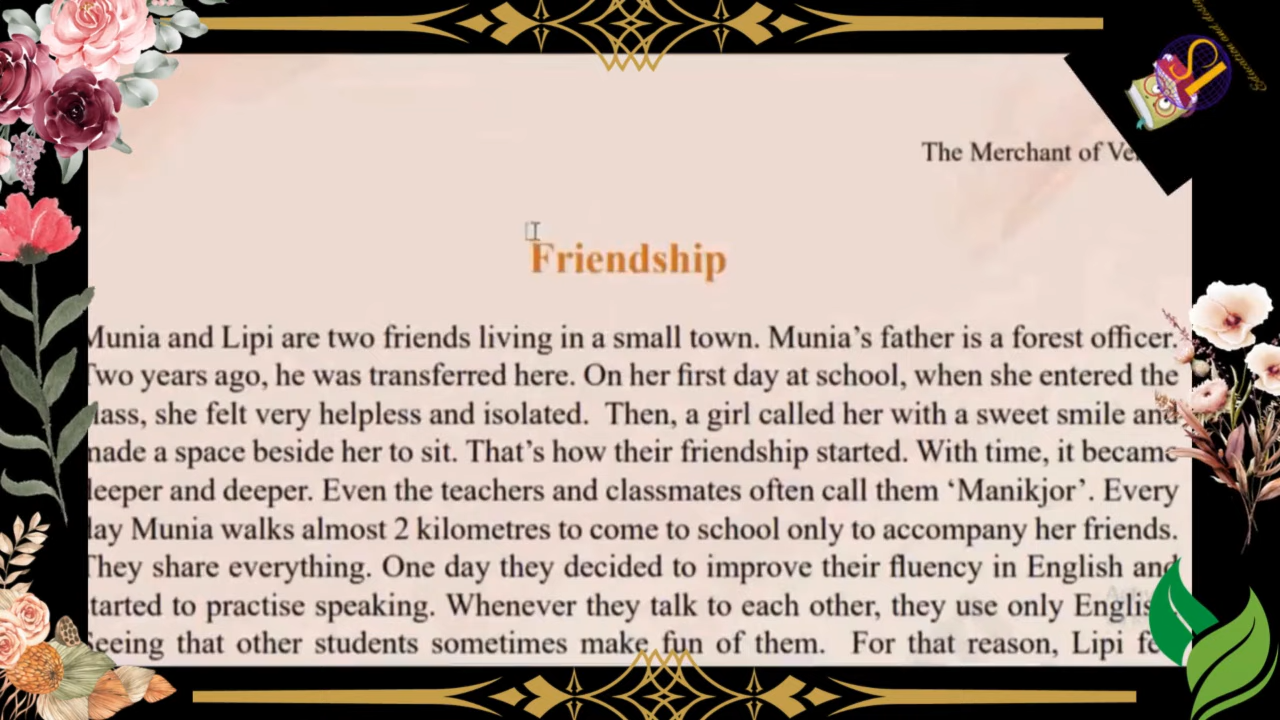 Education and design
SI
The Merchant of Ve
Friendship
Munia and Lipi are two friends living in a small town. Munia’s father is a forest officer.
Two years ago, he was transferred here. On her first day at school, when she entered the
lass, she felt very helpless and isolated. Then, a girl called her with a sweet smile and
made a space beside her to sit. That’s how their friendship started. With time, it became
deeper and deeper. Even the teachers and classmates often call them ‘Manikjor’. Every
day Munia walks almost 2 kilometres to come to school only to accompany her friends.
They share everything. One day they decided to improve their fluency in English and
tarted to practise speaking. Whenever they talk to each other, they use only Englis
Seeing that other students sometimes make fun of them. For that reason, Lipi fe